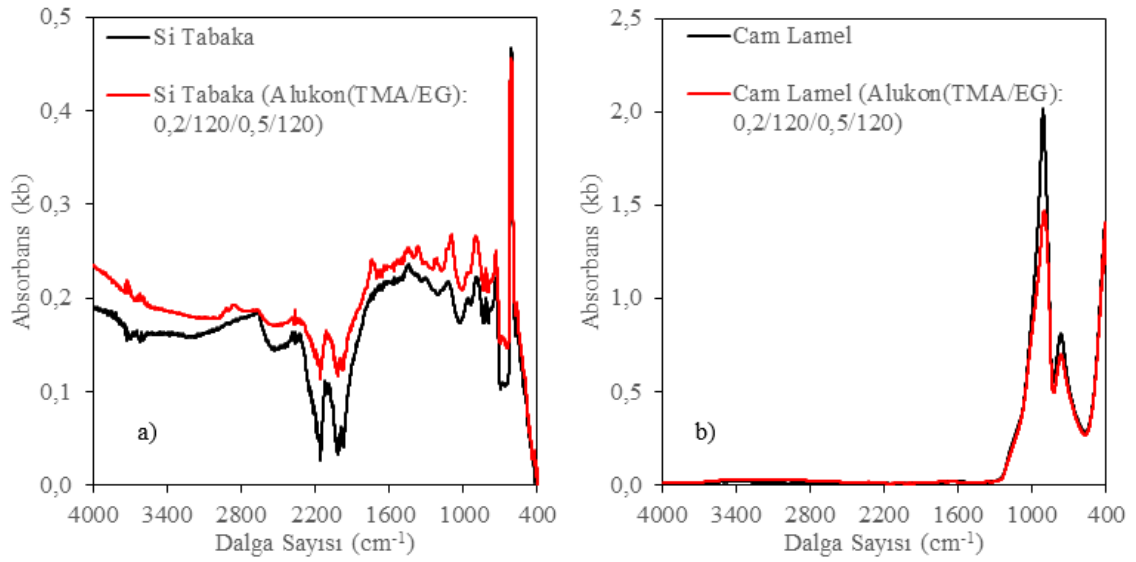 Si Tabaka
Si Tabaka (Alukon(TMA/EG):
0,2/120/0,5/120)
Absorbans (kb)
0,5
0,4
0,3
0,2
0,1
0,0
a)
4000 3400 2800 2200 1600 1000 400
Dalga Sayısı (cm⁻¹)
Cam Lamel
Cam Lamel (Alukon(TMA/EG):
0,2/120/0,5/120)
Absorbans (kb)
2,5
2,0
1,5
1,0
0,5
0,0
b)
4000 3400 2800 2200 1600 1000 400
Dalga Sayısı (cm⁻¹)